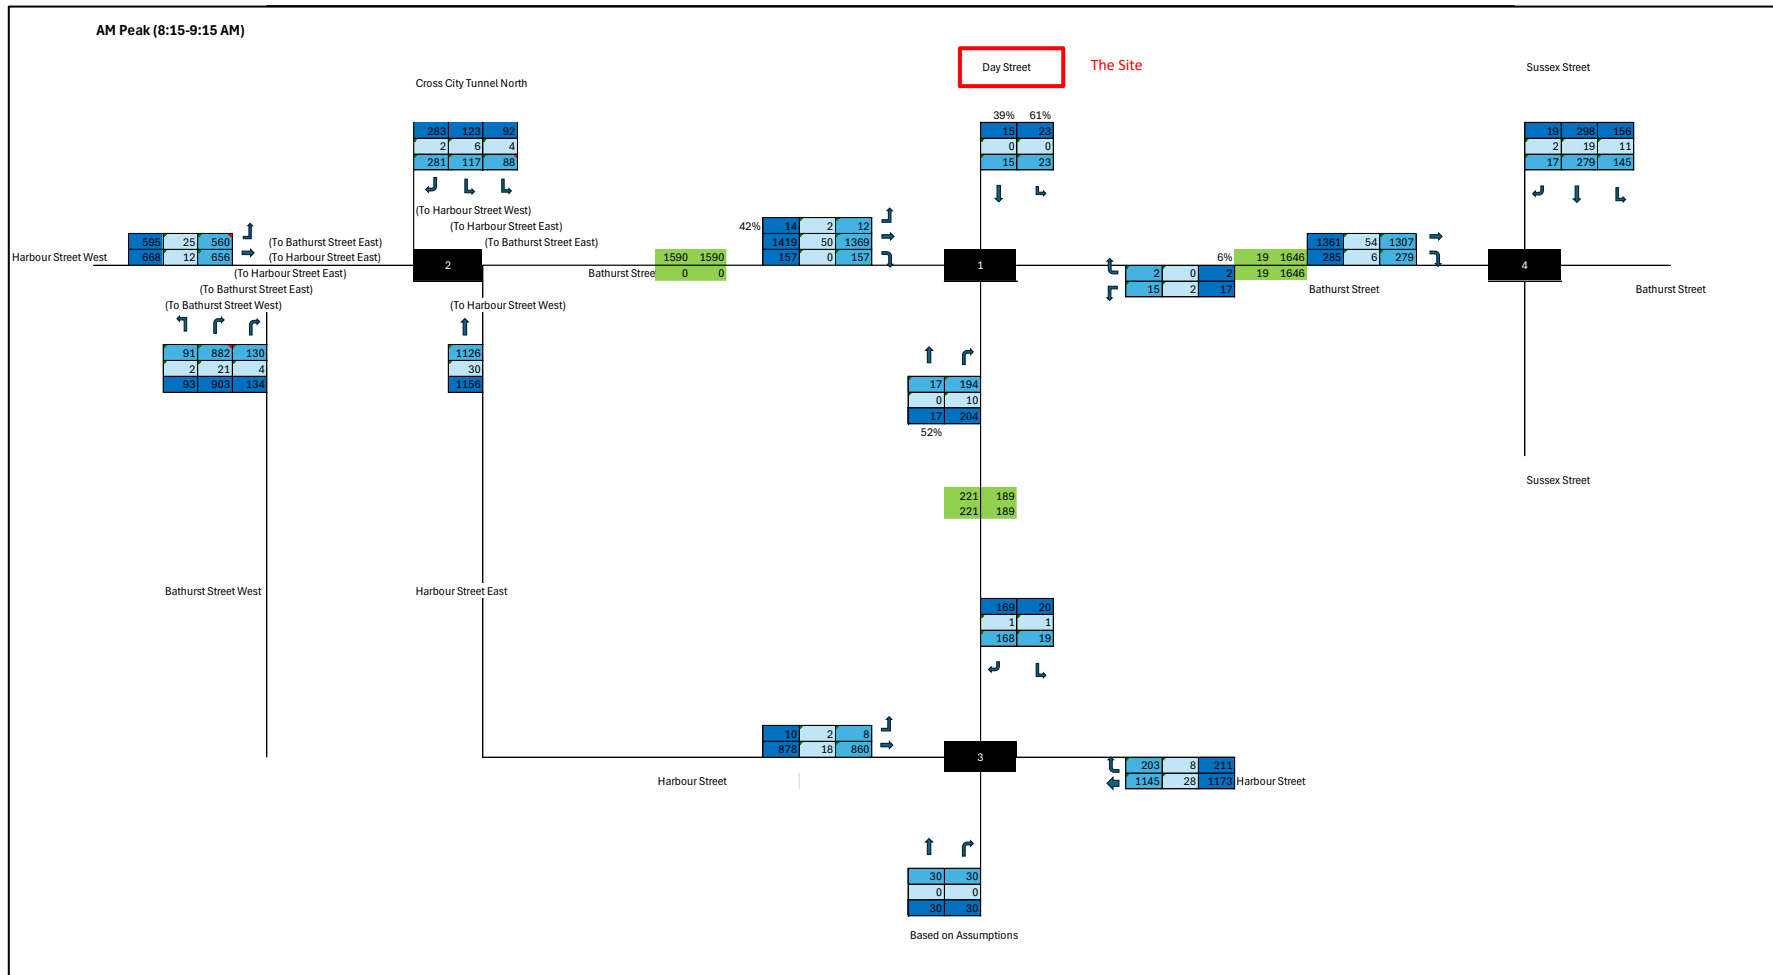 AM Peak (8:15-9:15 AM)
Day Street
The Site
Sussex Street
Cross City Tunnel North
39% 61%
283 123 92
2 6 4
281 117 88
15 23
0 0
15 23
19 298 156
2 19 11
17 279 145
(To Harbour Street West)
(To Harbour Street East)
(To Bathurst Street East)
42% 14 2 12
1419 50 1369
157 0 157
595 25 560
668 12 656
(To Bathurst Street East)
(To Harbour Street East)
Harbour Street West
2
1590 1590
0 0
Bathurst Stree
1
6%
19 1646
19 1646
1361 54 1307
285 6 279
4
2 0 2
15 2 17
Bathurst Street
Bathurst Street
(To Harbour Street East)
(To Bathurst Street East)
(To Bathurst Street West)
(To Harbour Street West)
91 882 130
2 21 4
93 903 134
1126
30
1156
17 194
0 10
17 204
52%
Sussex Street
221 189
221 189
Bathurst Street West
Harbour Street East
169 20
1 1
168 19
10 2 8
878 18 860
3
203 8 211
1145 28 1173
Harbour Street
Harbour Street
30 30
0 0
30 30
Based on Assumptions